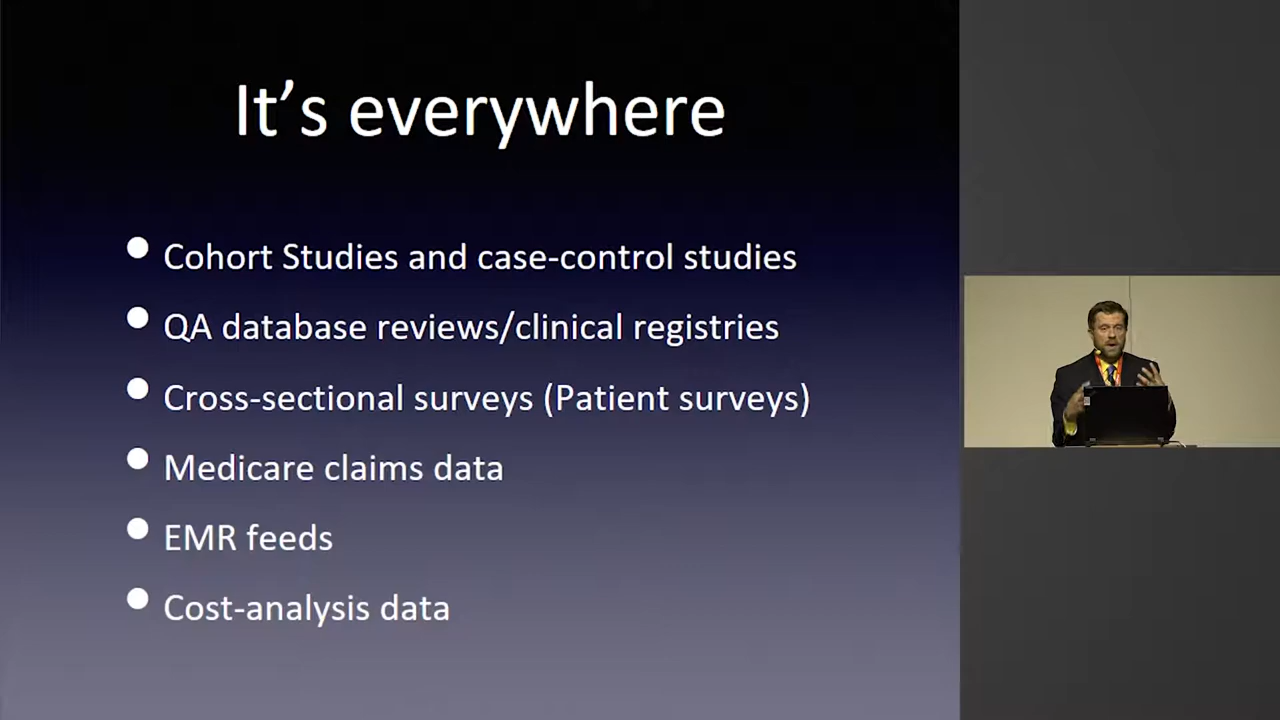 It’s everywhere
Cohort Studies and case-control studies
QA database reviews/clinical registries
Cross-sectional surveys (Patient surveys)
Medicare claims data
EMR feeds
Cost-analysis data